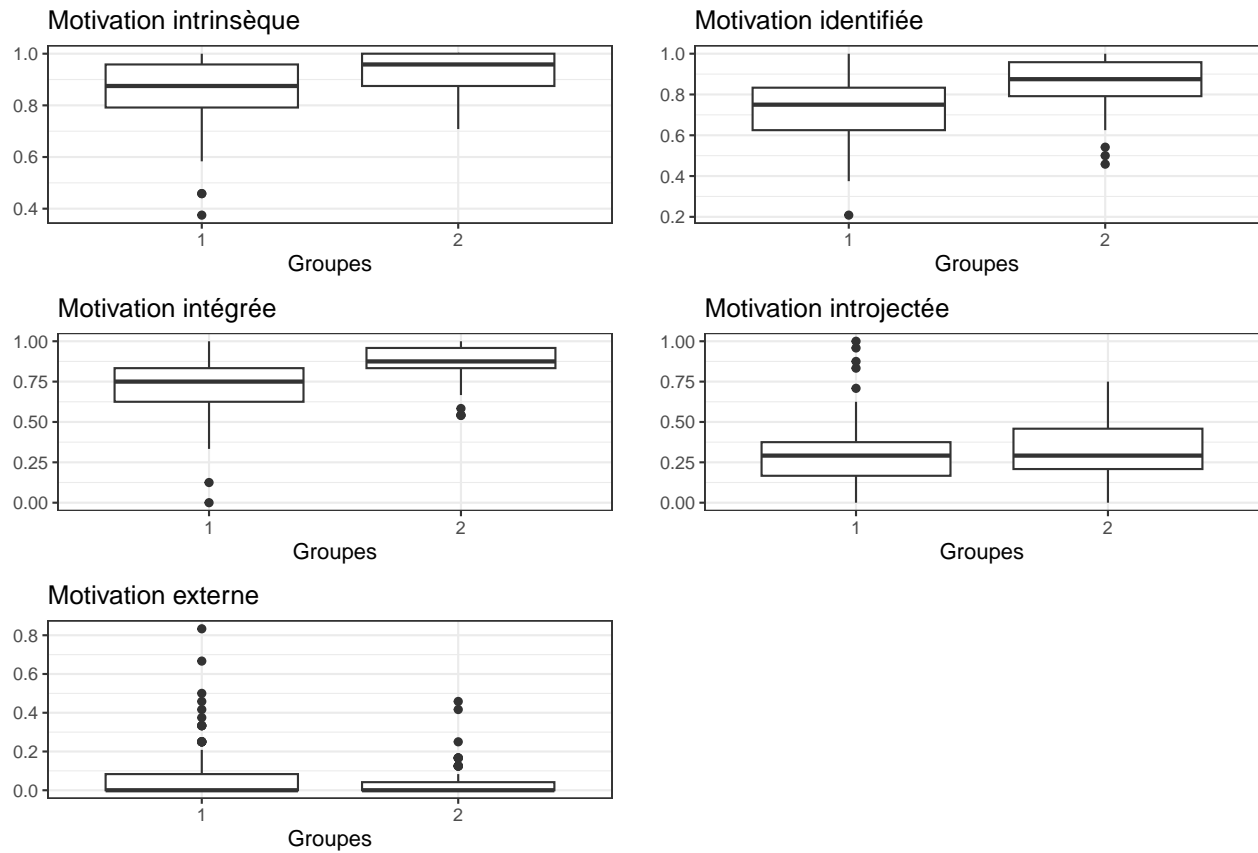 Motivation intrinsèque
1.0
0.8
0.6
0.4
1 2
Groupes
Motivation identifiée
1.0
0.8
0.6
0.4
0.2
1 2
Groupes
Motivation intégrée
1.00
0.75
0.50
0.25
0.00
1 2
Groupes
Motivation introjectée
1.00
0.75
0.50
0.25
0.00
1 2
Groupes
Motivation externe
0.8
0.6
0.4
0.2
0.0
1 2
Groupes